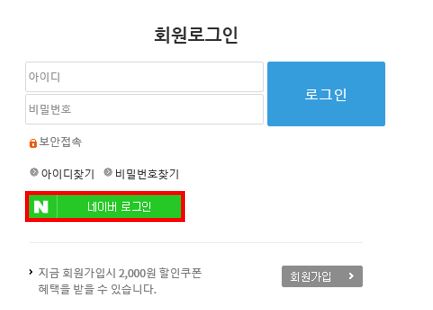 회원로그인
아이디
로그인
비밀번호
보안접속
아이디찾기 비밀번호찾기
N 네이버 로그인
지금 회원가입시 2,000원 할인쿠폰
혜택을 받을 수 있습니다.
회원가입